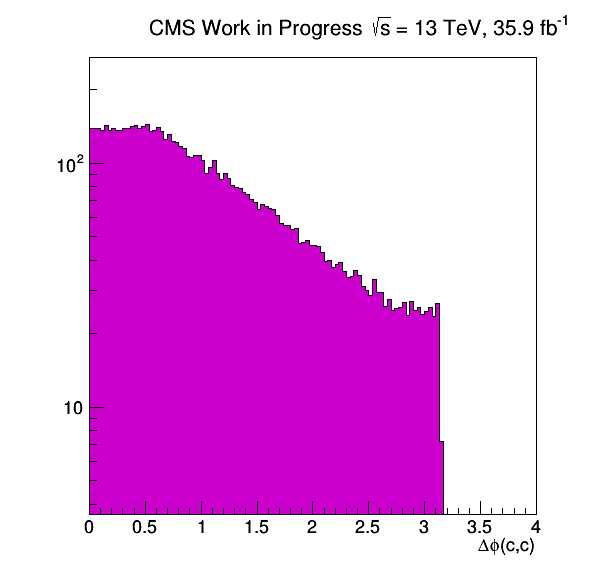 CMS Work in Progress √s = 13 TeV, 35.9 fb⁻¹
10²
10
0 0.5 1 1.5 2 2.5 3 3.5 4
Δϕ(c,c)